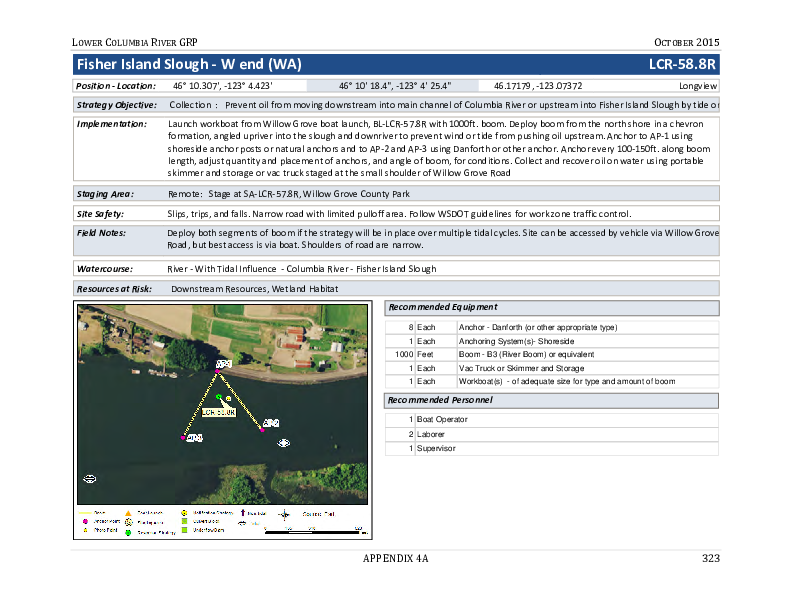 LOWER COLUMBIA RIVER GRP OCTOBER 2015
Fisher Island Slough - W end (WA) LCR-58.8R
Position - Location: 46° 10.307', -123° 4.423' 46° 10' 18.4", -123° 4' 25.4" 46.17179 , -123.07372 Longview
Strategy Objective: Collection : Prevent oil from moving downstream into main channel of Columbia River or upstream into Fisher Island Slough by tide or
Implementation: Launch workboat from Willow Grove boat launch, BL-LCR-57.8R with 1000ft. boom. Deploy boom from the north shore in a chevron
formation, angled upriver into the slough and downriver to prevent wind or tide from pushing oil upstream. Anchor to AP-1 using
shoreside anchor posts or natural anchors and to AP-2 and AP-3 using Danforth or other anchor. Anchor every 100-150ft. along boom
length, adjust quantity and placement of anchors, and angle of boom, for conditions. Collect and recover oil on water using portable
skimmer and storage or vac truck staged at the small shoulder of Willow Grove Road
Staging Area: Remote: Stage at SA-LCR-57.8R, Willow Grove County Park
Site Safety: Slips, trips, and falls. Narrow road with limited pulloff area. Follow WSDOT guidelines for workzone traffic control.
Field Notes: Deploy both segments of boom if the strategy will be in place over multiple tidal cycles. Site can be accessed by vehicle via Willow Grove
Road, but best access is via boat. Shoulders of road are narrow.
Watercourse: River - With Tidal Influence - Columbia River - Fisher Island Slough
Resources at Risk: Downstream Resources, Wetland Habitat
Recommended Equipment
8 Each Anchor - Danforth (or other appropriate type)
1 Each Anchoring System(s)- Shoreside
1000 Feet Boom - B3 (River Boom) or equivalent
1 Each Vac Truck or Skimmer and Storage
1 Each Workboat(s) - of adequate size for type and amount of boom
Recommended Personnel
1 Boat Operator
2 Laborer
1 Supervisor
AP-1
LCR-58.8R
AP-2
Anchor Point
Photo Point
APPENDIX 4A 323